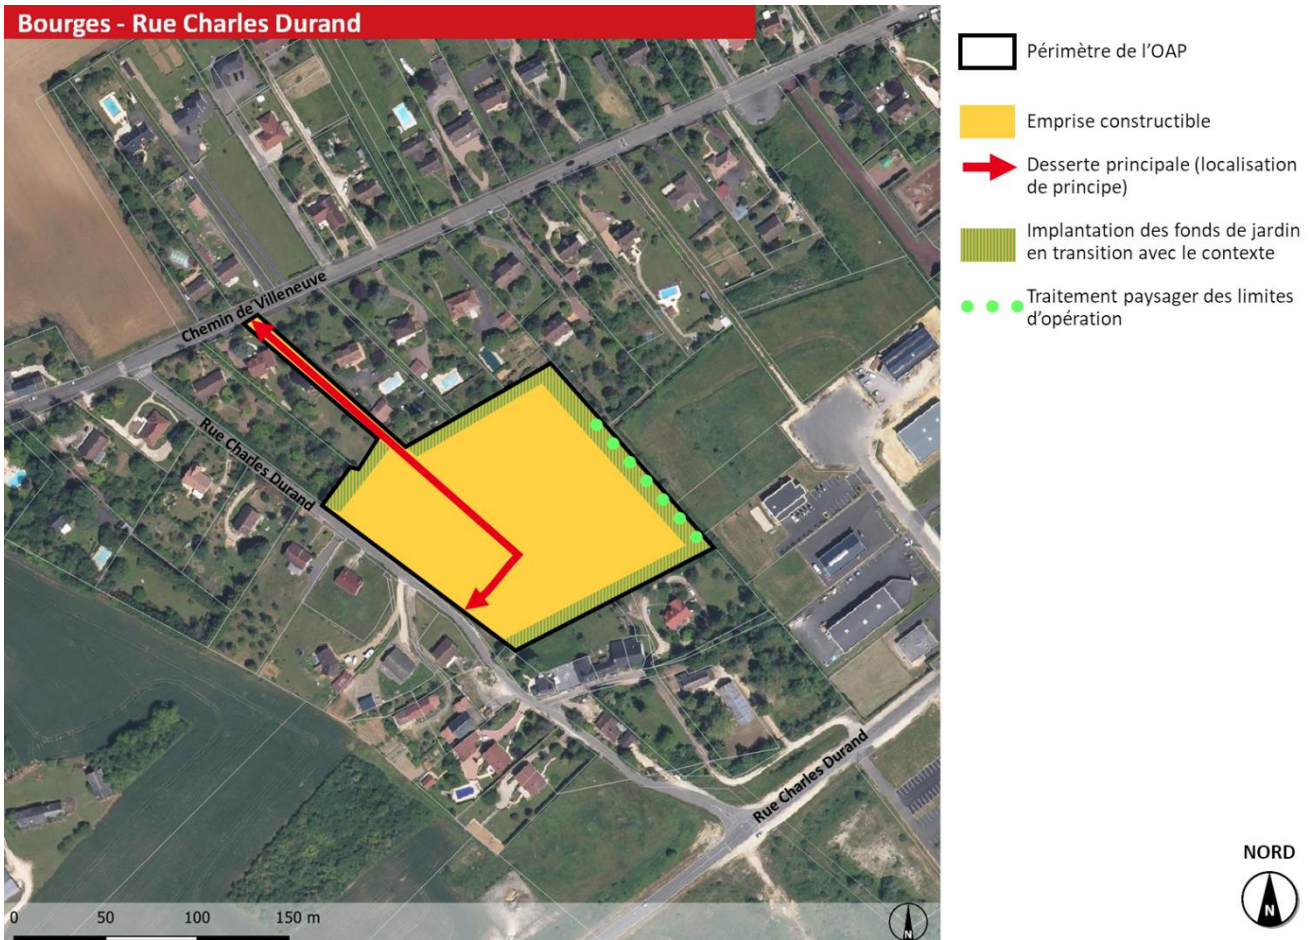 Bourges - Rue Charles Durand
Périmètre de l'OAP
Emprise constructible
Desserte principale (localisation
de principe)
Implantation des fonds de jardin
en transition avec le contexte
Traitement paysager des limites
d'opération
Chemin de Villeneuve
Rue Charles Durand
Rue Charles Durand
0 50 100 150 m
N
NORD
N